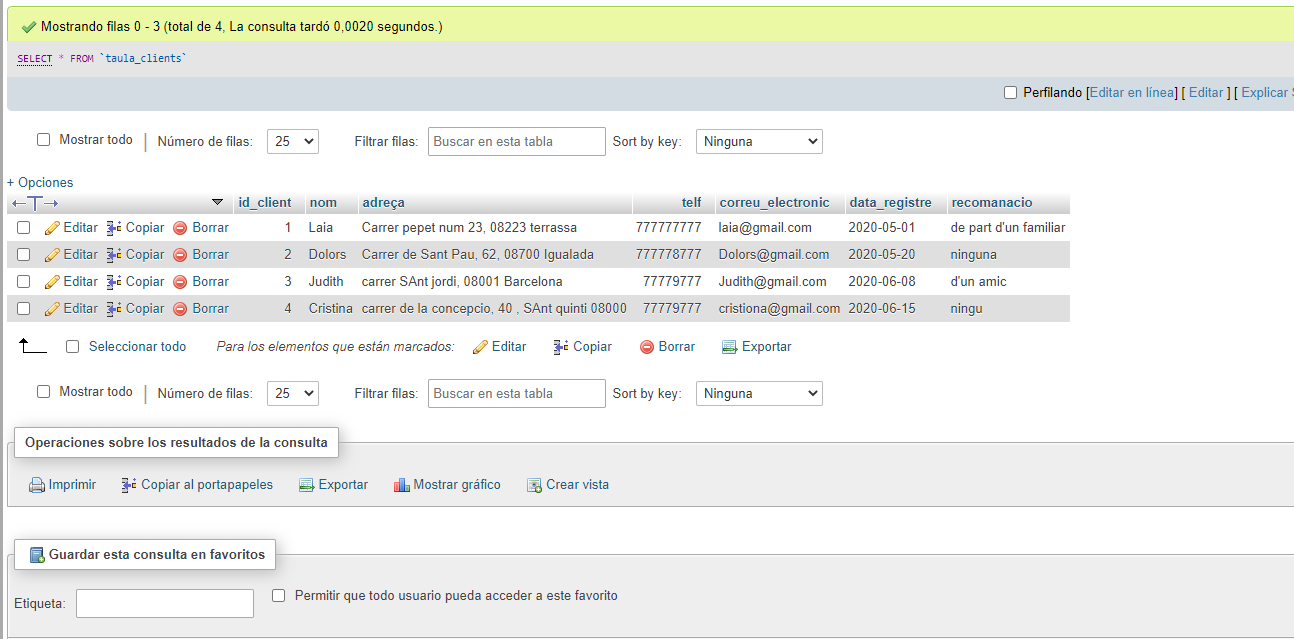 Mostrando filas 0 - 3 (total de 4, La consulta tardó 0,0020 segundos.)
SELECT * FROM `taula_clients`
Perfilando [Editar en línea] [ Editar ] [ Explicar
Mostrar todo Número de filas: 25 Filtrar filas: Buscar en esta tabla Sort by key: Ninguna
+ Opciones
←T→ id_client nom adreça telf correu_electronic data_registre recomanacio
Editar Copiar Borrar 1 Laia Carrer pepet num 23, 08223 terrassa 777777777 laia@gmail.com 2020-05-01 de part d'un familiar
Editar Copiar Borrar 2 Dolors Carrer de Sant Pau, 62, 08700 Igualada 777778777 Dolors@gmail.com 2020-05-20 ninguna
Editar Copiar Borrar 3 Judith carrer SAnt jordi, 08001 Barcelona 77779777 Judith@gmail.com 2020-06-08 d'un amic
Editar Copiar Borrar 4 Cristina carrer de la concepcio, 40 , SAnt quinti 08000 77779777 cristiona@gmail.com 2020-06-15 ningu
Seleccionar todo Para los elementos que están marcados: Editar Copiar Borrar Exportar
Mostrar todo Número de filas: 25 Filtrar filas: Buscar en esta tabla Sort by key: Ninguna
Operaciones sobre los resultados de la consulta
Imprimir Copiar al portapapeles Exportar Mostrar gráfico Crear vista
Guardar esta consulta en favoritos
Etiqueta: Permitir que todo usuario pueda acceder a este favorito